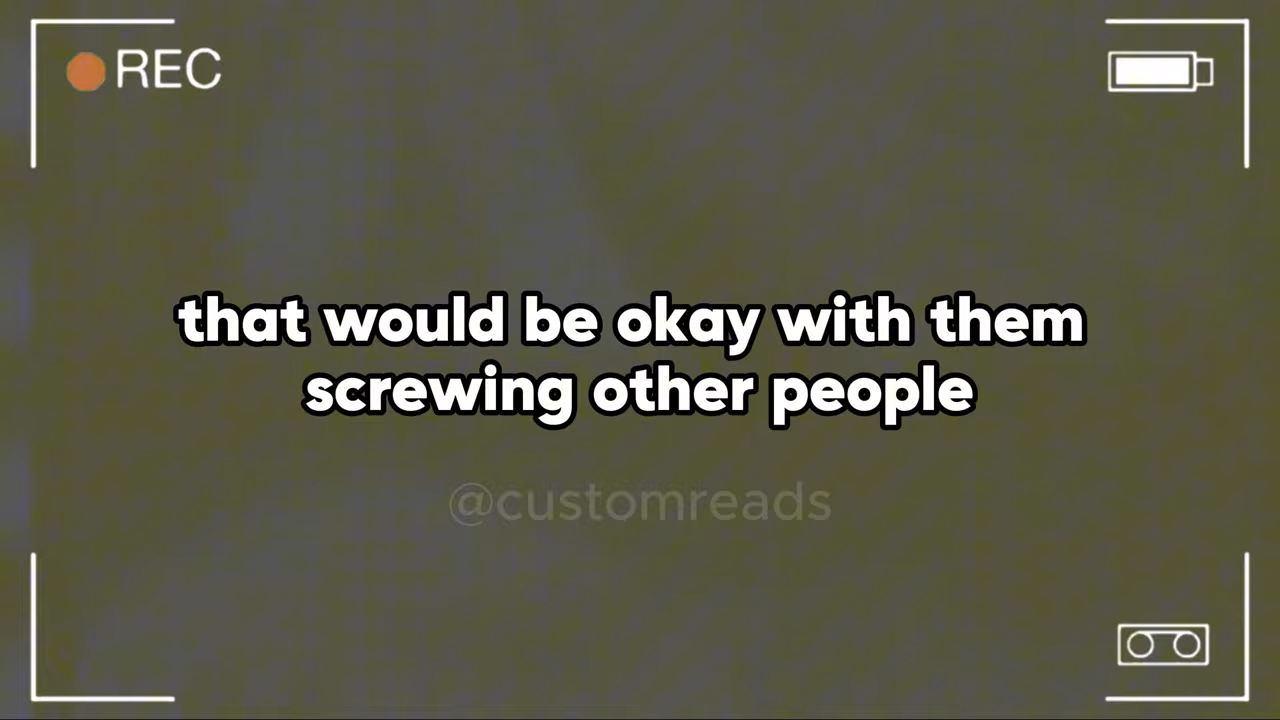 REC
that would be okay with them
screwing other people
@customreads